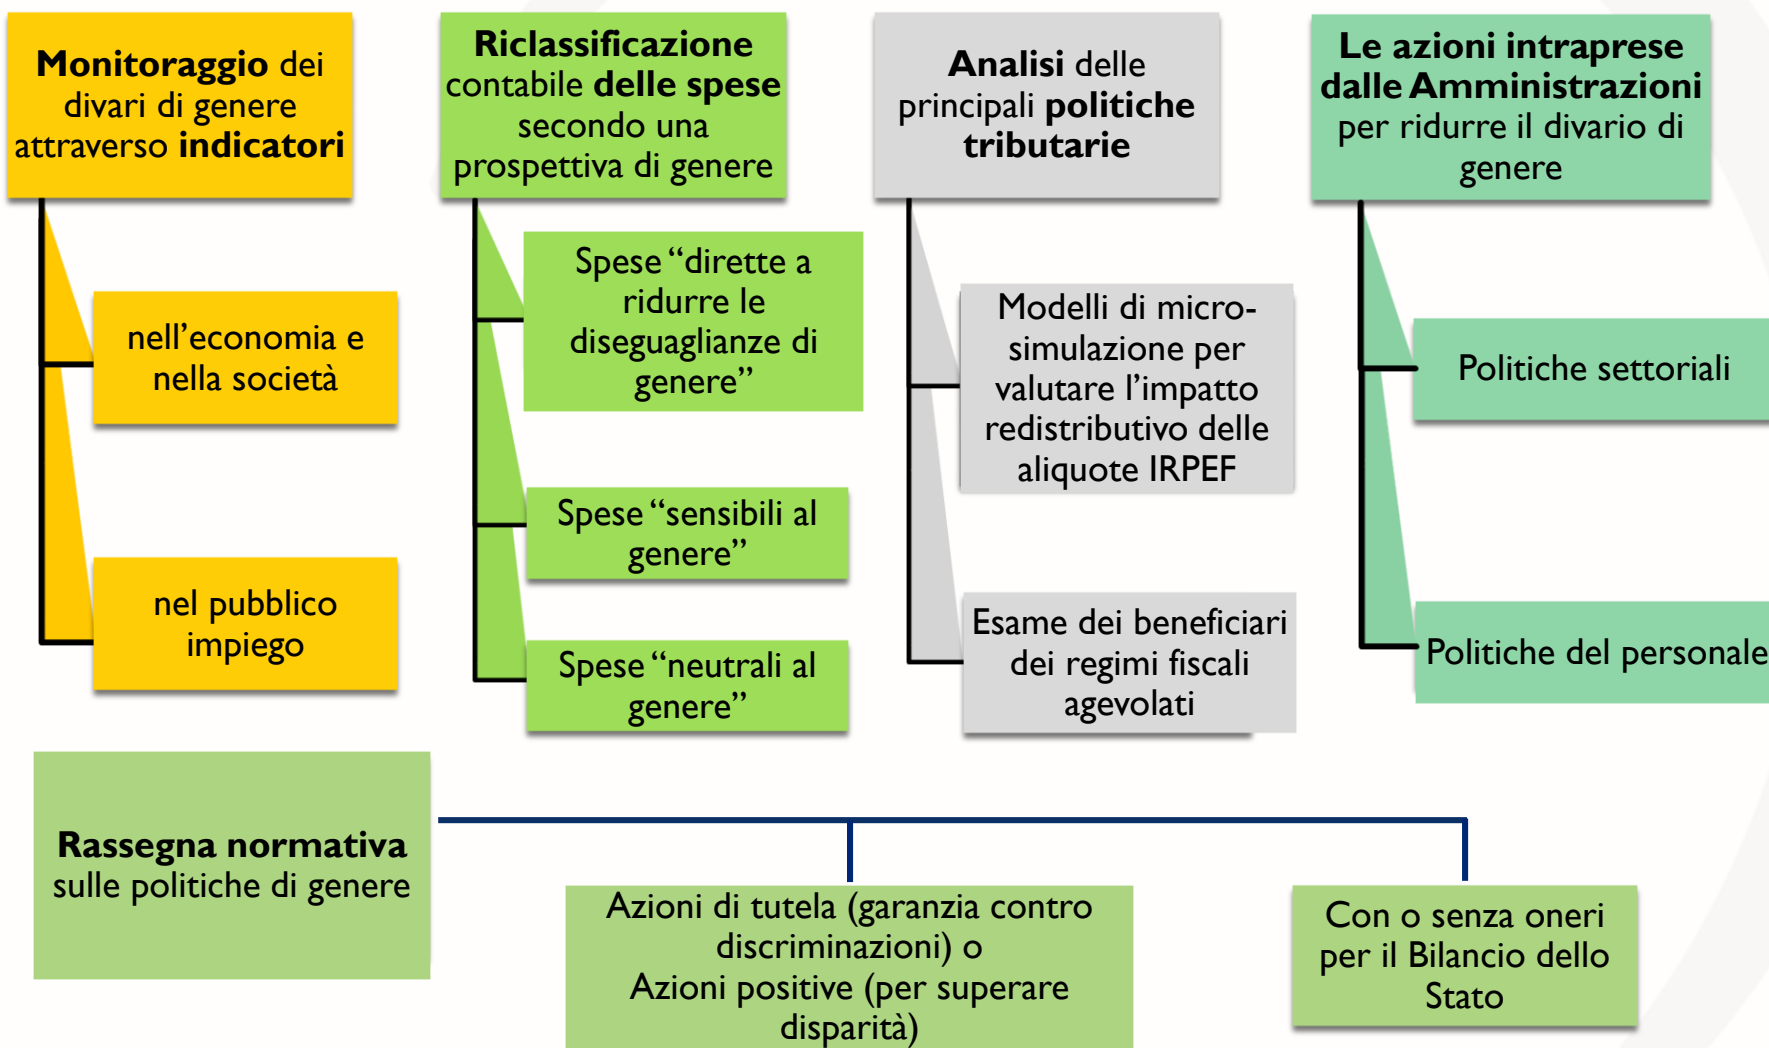 Monitoraggio dei
divari di genere
attraverso indicatori
nell’economia e
nella società
nel pubblico
impiego
Riclassificazione
contabile delle spese
secondo una
prospettiva di genere
Spese “dirette a
ridurre le
diseguaglianze di
genere”
Spese “sensibili al
genere”
Spese “neutrali al
genere”
Analisi delle
principali politiche
tributarie
Modelli di micro-
simulazione per
valutare l’impatto
redistributivo delle
aliquote IRPEF
Esame dei beneficiari
dei regimi fiscali
agevolati
Le azioni intraprese
dalle Amministrazioni
per ridurre il divario di
genere
Politiche settoriali
Politiche del personale
Rassegna normativa
sulle politiche di genere
Azioni di tutela (garanzia contro
discriminazioni) o
Azioni positive (per superare
disparità)
Con o senza oneri
per il Bilancio dello
Stato